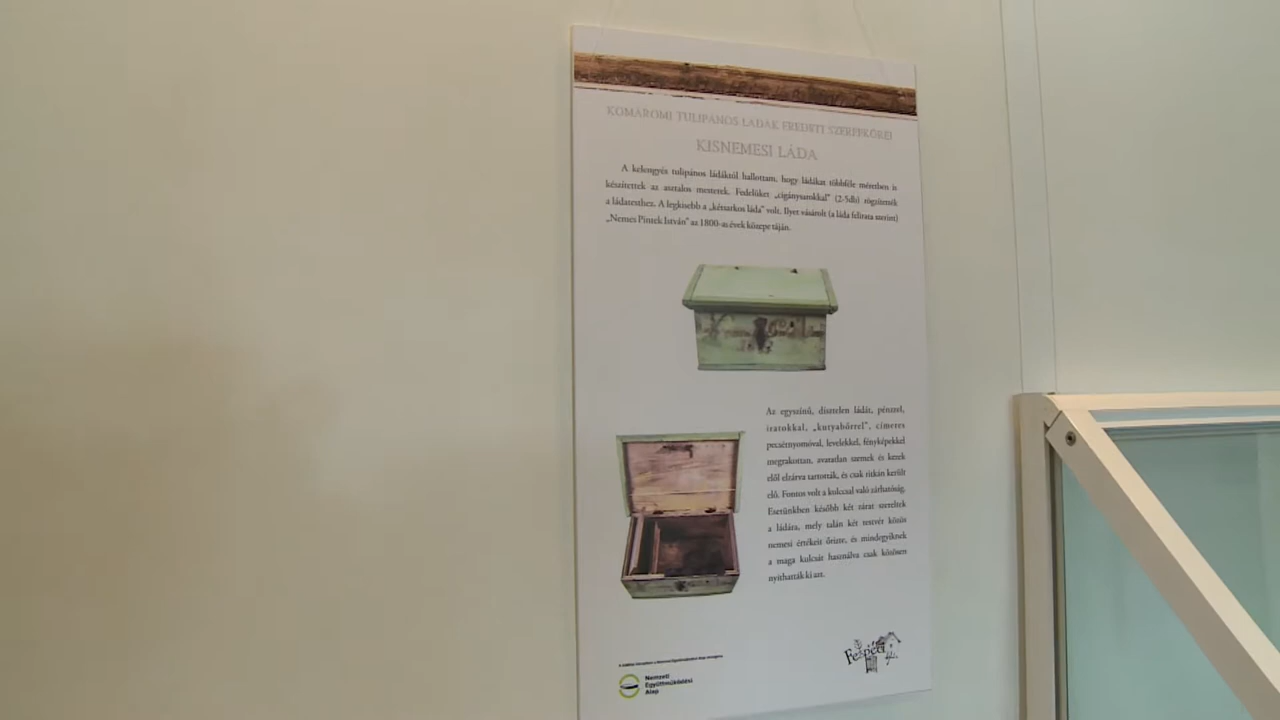 KOMÁROMI TULIPÁNOS LÁDÁK EREDETI SZEREPKÖREI
KISNEMESI LÁDA
A kelengyés tulipános ládáktól hallottam, hogy ládákat többféle méretben is
készítettek az asztalos mesterek. Fedelüket „cigánysarokkal” (2-5db) rögzítették
a ládatesthez. A legkisebb a „kétsarkos láda” volt. Ilyet vásárolt (a láda felirata szerint)
„Nemes Pintek István” az 1800-as évek közepe táján.
Az egyszínű, dísztelen ládát, pénzzel,
iratokkal, „kutyabőrrel”, címeres
pecsétnyomóval, levelekkel, fényképekkel
megrakottan, avatatlan szemek és kezek
elől elzárva tartották, és csak ritkán került
elő. Fontos volt a kulccsal való zárhatóság.
Esetünkben később két zárat szereltek
a ládára, mely talán két testvér közös
nemesi értékeit őrizte, és mindegyiknek
a maga kulcsát használva csak közösen
nyithatták ki azt.
Fezpéci
Nemzeti
Együttműködési
Alap